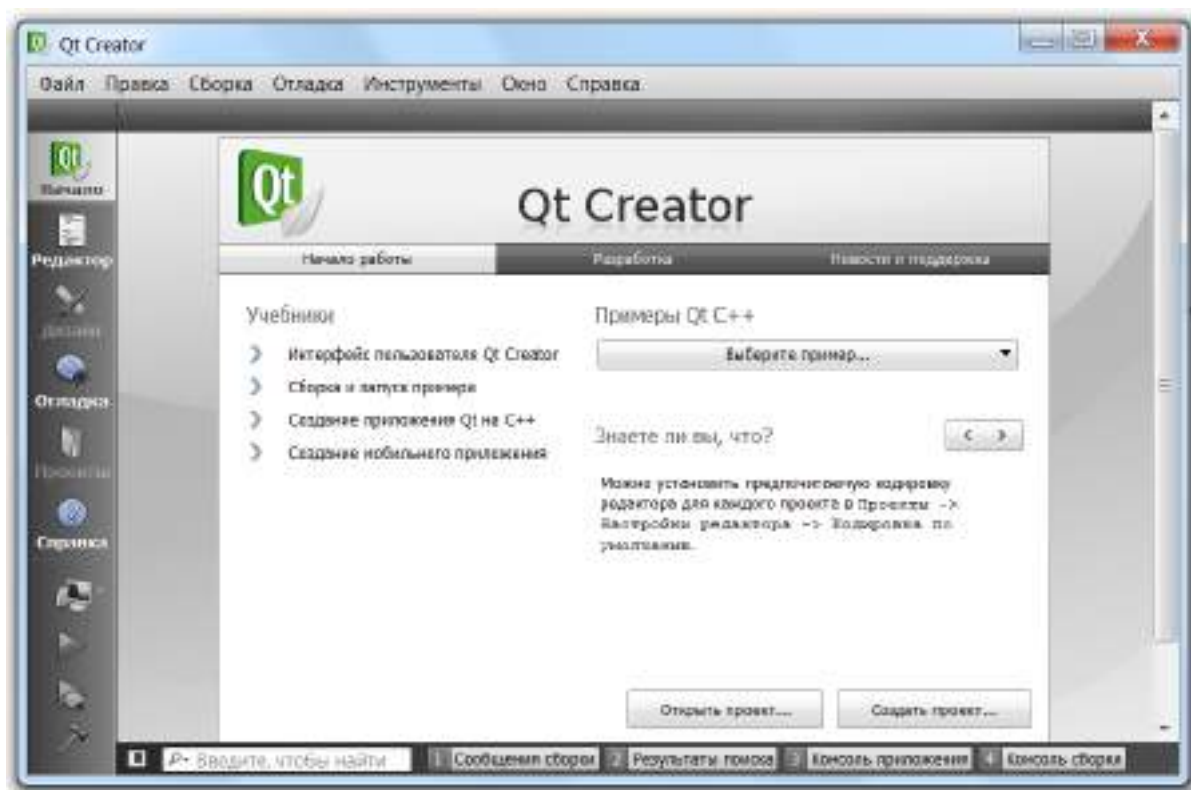 Qt Creator
Файл Правка Сборка Отладка Инструменты Окно Справка
Qt
Начало
Редактор
Дизайн
Отладка
Проекты
Справка
Qt
Qt Creator
Начало работы Разработка Новости и поддержка
Учебники
Интерфейс пользователя Qt Creator
Сборка и запуск примера
Создание приложения Qt на C++
Создание мобильного приложения
Примеры Qt C++
Выберите пример...
Знаете ли вы, что?
Можно установить предпочитаемую кодировку
редактора для каждого проекта в Проекты ->
Настройки редактора -> Кодировка по
умолчанию.
Открыть проект... Создать проект...
Введите, чтобы найти 1 Сообщения сборки 2 Результаты поиска 3 Консоль приложения 4 Консоль сборки